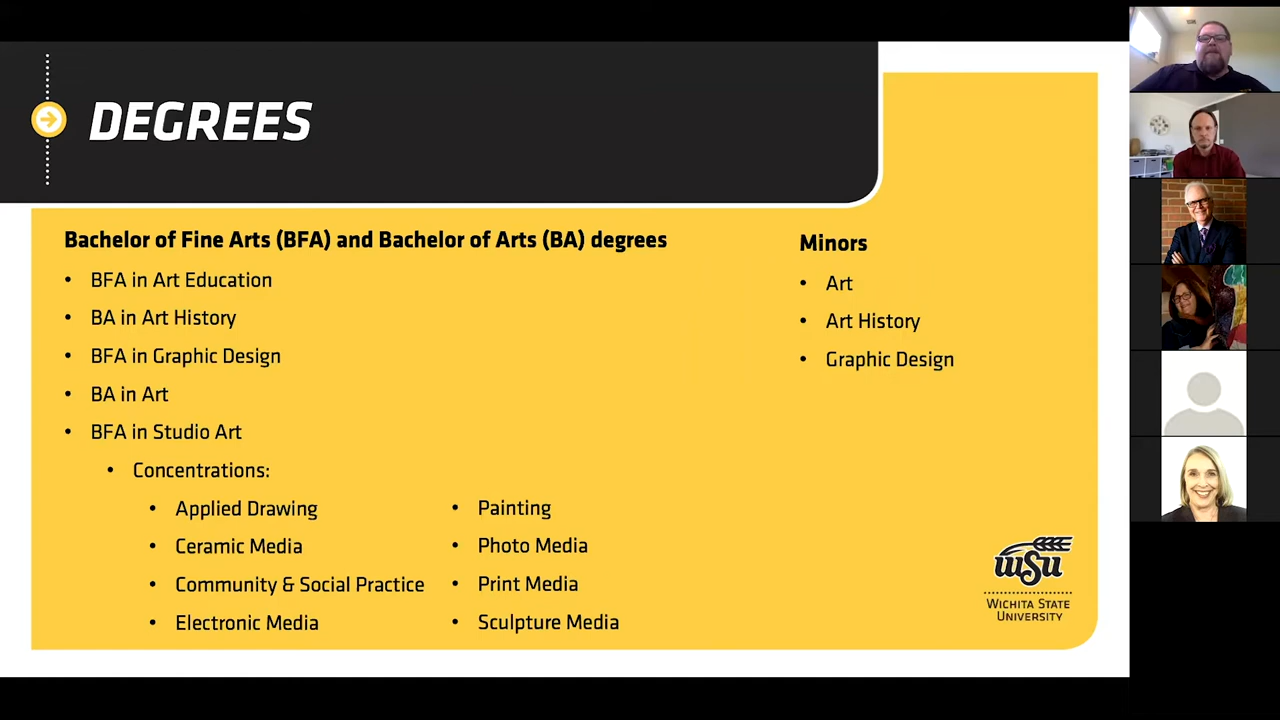 DEGREES
Bachelor of Fine Arts (BFA) and Bachelor of Arts (BA) degrees
• BFA in Art Education
• BA in Art History
• BFA in Graphic Design
• BA in Art
• BFA in Studio Art
• Concentrations:
• Applied Drawing
• Ceramic Media
• Community & Social Practice
• Electronic Media
• Painting
• Photo Media
• Print Media
• Sculpture Media
Minors
• Art
• Art History
• Graphic Design
WSU
WICHITA STATE
UNIVERSITY